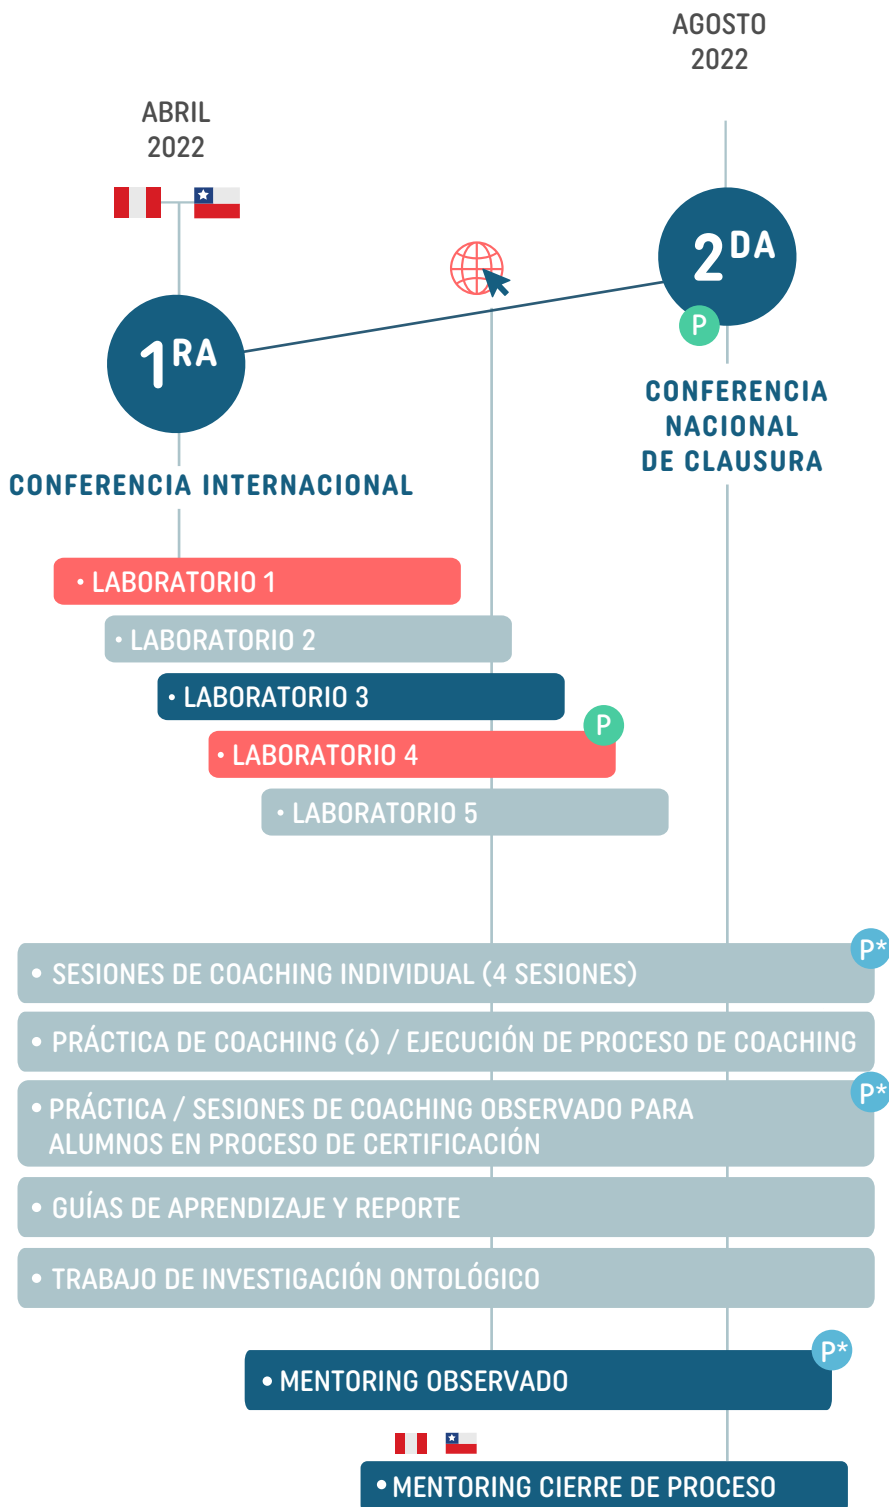 AGOSTO
2022
ABRIL
2022
2DA
P
1RA
CONFERENCIA
NACIONAL
DE CLAUSURA
CONFERENCIA INTERNACIONAL
• LABORATORIO 1
• LABORATORIO 2
• LABORATORIO 3
P
• LABORATORIO 4
• LABORATORIO 5
P*
• SESIONES DE COACHING INDIVIDUAL (4 SESIONES)
• PRÁCTICA DE COACHING (6) / EJECUCIÓN DE PROCESO DE COACHING
P*
• PRÁCTICA / SESIONES DE COACHING OBSERVADO PARA
ALUMNOS EN PROCESO DE CERTIFICACIÓN
• GUÍAS DE APRENDIZAJE Y REPORTE
• TRABAJO DE INVESTIGACIÓN ONTOLÓGICO
P*
• MENTORING OBSERVADO
• MENTORING CIERRE DE PROCESO